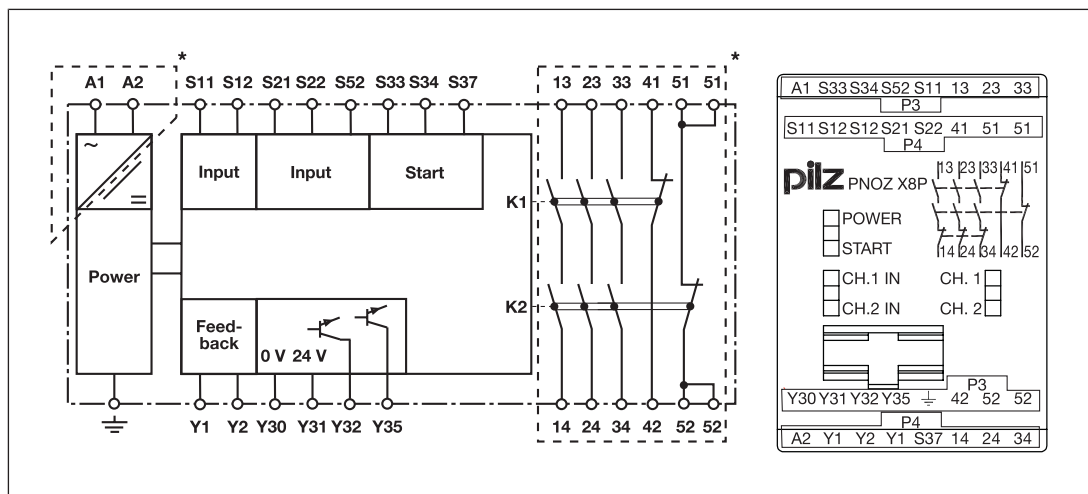 * *
A1 A2 S11 S12 S21 S22 S52 S33 S34 S37 13 23 33 41 51 51
~
=
Input Input Start
K1
Power
K2
Feed-
back
0 V 24 V
Y1 Y2 Y30 Y31 Y32 Y35 14 24 34 42 52 52
A1 S33 S34 S52 S11 13 23 33
P3
S11 S12 S12 S21 S22 41 51 51
P4
pilz PNOZ X8P
13 23 33 41 51
POWER
START
14 24 34 42 52
CH.1 IN CH. 1
CH.2 IN CH. 2
P3
Y30 Y31 Y32 Y35 42 52 52
P4
A2 Y1 Y2 Y1 S37 14 24 34